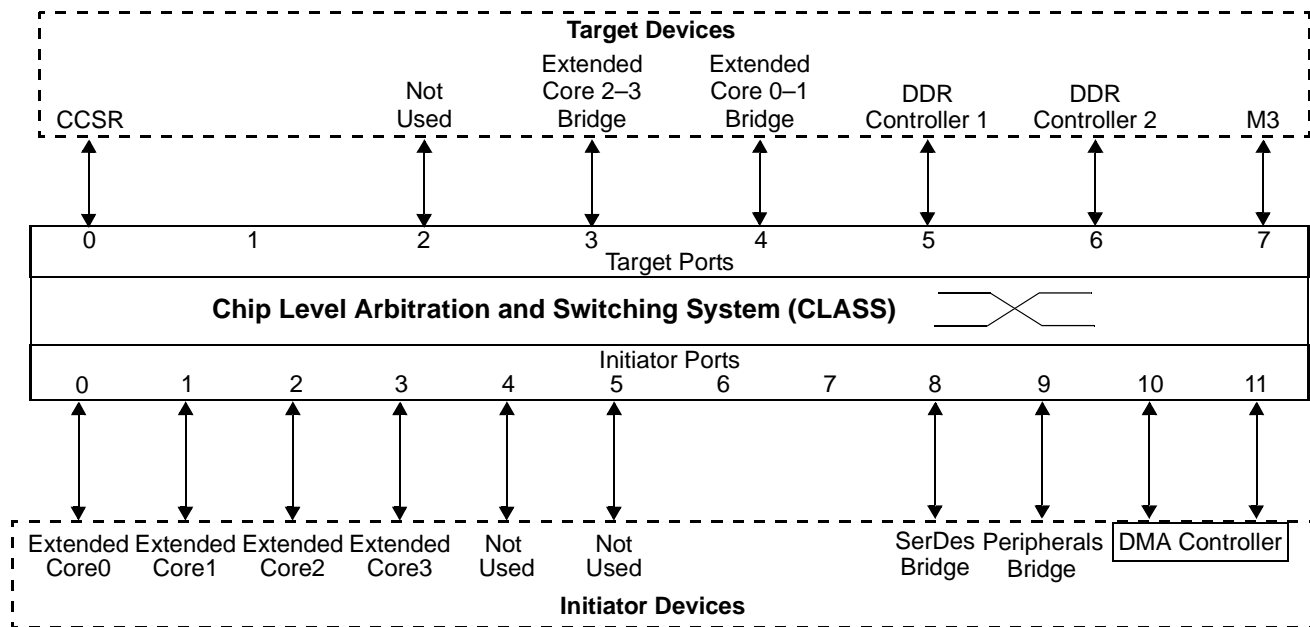 Target Devices
CCSR
Not
Used
Extended
Core 2–3
Bridge
Extended
Core 0–1
Bridge
DDR
Controller 1
DDR
Controller 2
M3
0 1 2 3 4 5 6 7
Target Ports
Chip Level Arbitration and Switching System (CLASS)
Initiator Ports
0 1 2 3 4 5 6 7 8 9 10 11
Extended
Core0
Extended
Core1
Extended
Core2
Extended
Core3
Not
Used
Not
Used
SerDes
Bridge
Peripherals
Bridge
DMA Controller
Initiator Devices